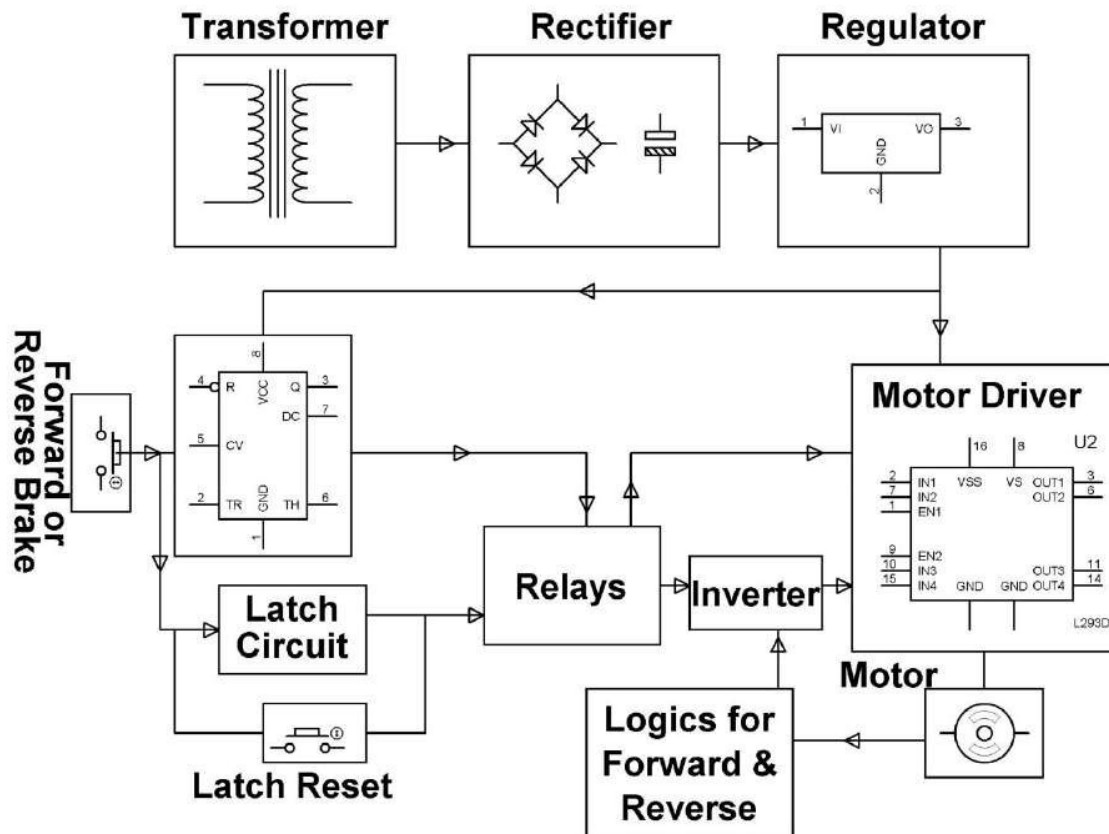 Transformer
Rectifier
Regulator
1
VI
VO
3
GND
2
Forward or
Reverse Brake
8
4
R
VCC
Q
3
DC
7
5
CV
2
TR
GND
TH
6
1
Motor Driver
U2
16
8
2
IN1
VSS
VS
OUT1
3
7
IN2
OUT2
6
1
EN1
9
EN2
10
IN3
OUT3
11
15
IN4
GND
GND
OUT4
14
L293D
Relays
Inverter
Latch
Circuit
Motor
Logics for
Forward &
Reverse
Latch Reset